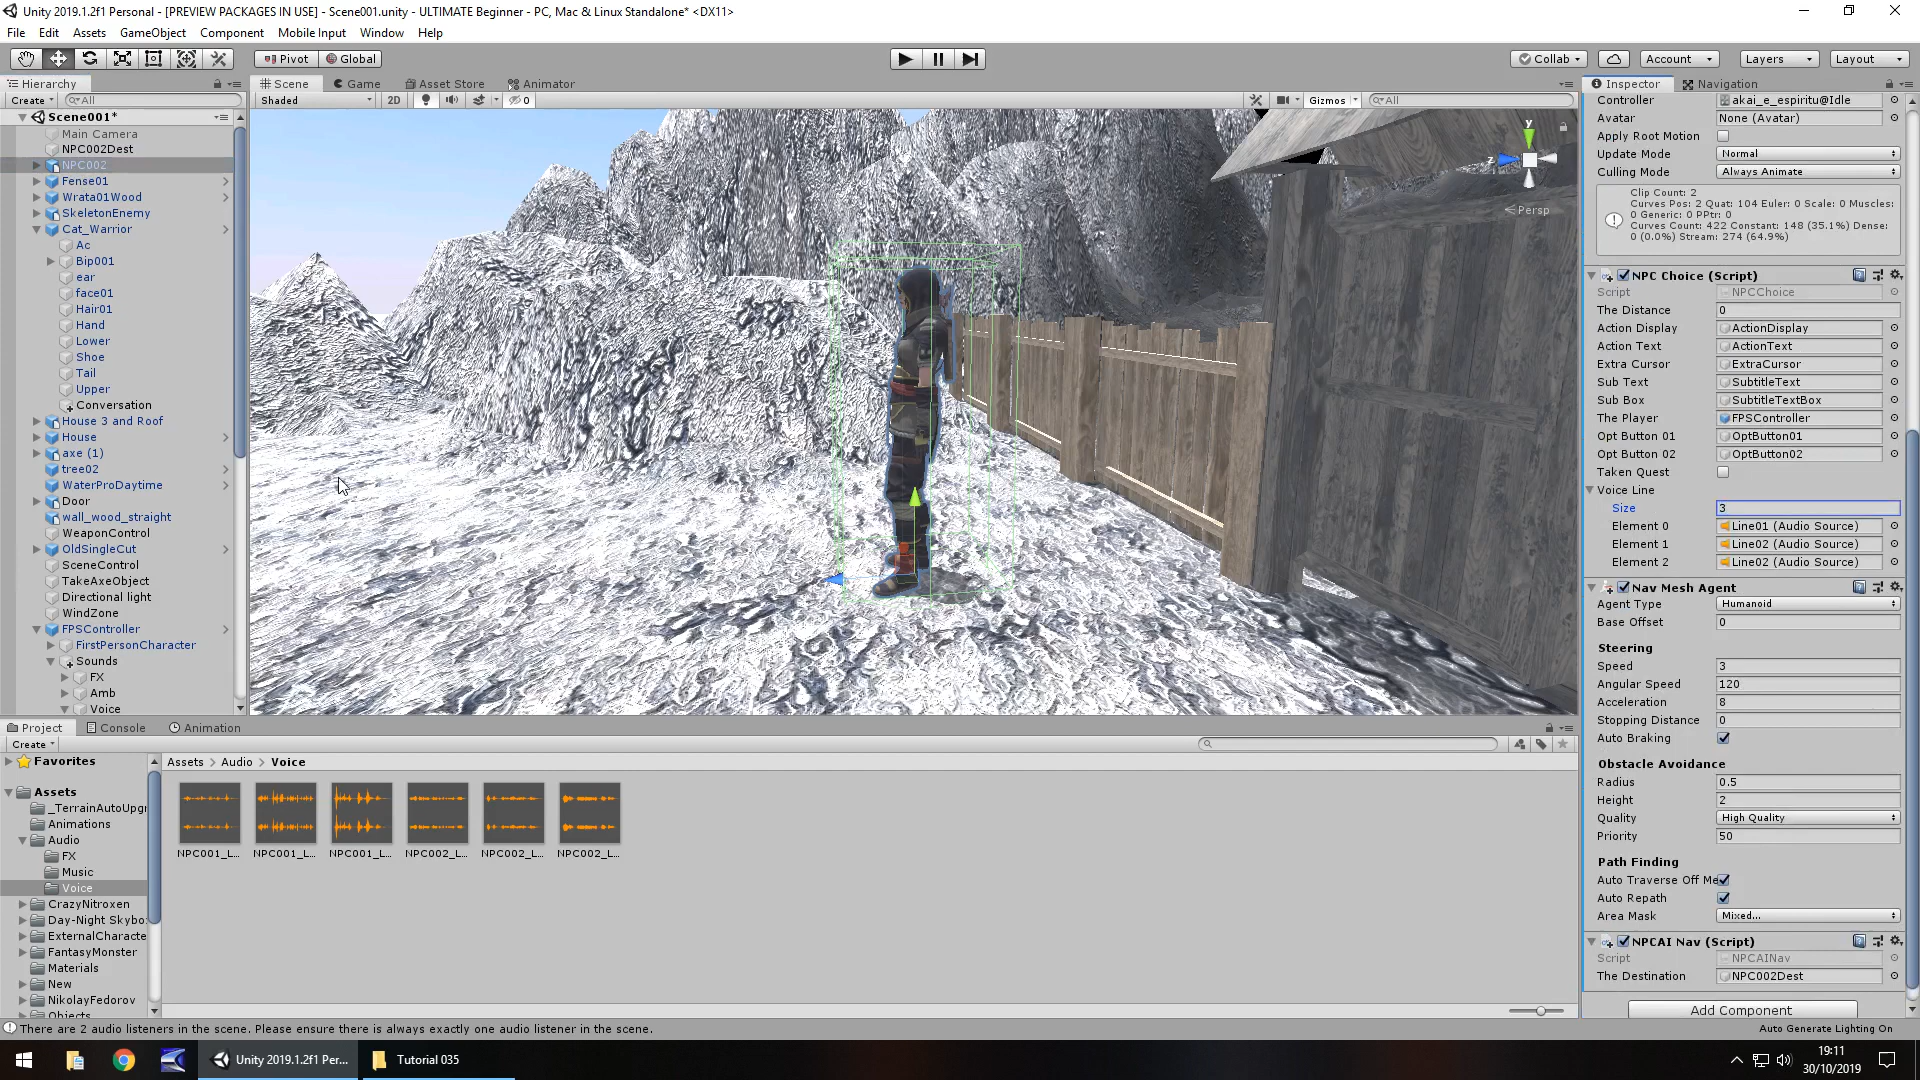 Unity 2019.1.2f1 Personal - [PREVIEW PACKAGES IN USE] - Scene001.unity - ULTIMATE Beginner - PC, Mac & Linux Standalone* <DX11>
File Edit Assets GameObject Component Mobile Input Window Help
Pivot Global Collab Account Layers Layout
Hierarchy Scene Game Asset Store Animator Inspector Navigation
Create All Shaded 2D 0 Gizmos All
Scene001*
Main Camera
NPC002Dest
NPC002
Fense01
Wrata01Wood
SkeletonEnemy
Cat_Warrior
Ac
Bip001
ear
face01
Hair01
Hand
Lower
Shoe
Tail
Upper
Conversation
House 3 and Roof
House
axe (1)
tree02
WaterProDaytime
Door
wall_wood_straight
WeaponControl
OldSingleCut
SceneControl
TakeAxeObject
Directional light
WindZone
FPSController
FirstPersonCharacter
Sounds
FX
Amb
Voice
y
z
Persp
Controller akai_e_espiritu@Idle
Avatar None (Avatar)
Apply Root Motion
Update Mode Normal
Culling Mode Always Animate
Clip Count: 2
Curves Pos: 2 Quat: 104 Euler: 0 Scale: 0 Muscles:
0 Generic: 0 PPtr: 0
Curves Count: 422 Constant: 148 (35.1%) Dense:
0 (0.0%) Stream: 274 (64.9%)
NPC Choice (Script)
Script NPCChoice
The Distance 0
Action Display ActionDisplay
Action Text ActionText
Extra Cursor ExtraCursor
Sub Text SubtitleText
Sub Box SubtitleTextBox
The Player FPSController
Opt Button 01 OptButton01
Opt Button 02 OptButton02
Taken Quest
Voice Line
Size 3
Element 0 Line01 (Audio Source)
Element 1 Line02 (Audio Source)
Element 2 Line02 (Audio Source)
Nav Mesh Agent
Agent Type Humanoid
Base Offset 0
Steering
Speed 3
Angular Speed 120
Acceleration 8
Stopping Distance 0
Auto Braking
Obstacle Avoidance
Radius 0.5
Height 2
Quality High Quality
Priority 50
Path Finding
Auto Traverse Off Me
Auto Repath
Area Mask Mixed...
NPCAI Nav (Script)
Script NPCAINav
The Destination NPC002Dest
Add Component
Project Console Animation
Create
Favorites
Assets
_TerrainAutoUpgr
Animations
Audio
FX
Music
Voice
CrazyNitroxen
Day-Night Skybo
ExternalCharacte
FantasyMonster
Materials
New
NikolayFedorov
Objects
Assets Audio Voice
NPC001_L... NPC001_L... NPC001_L... NPC002_L... NPC002_L... NPC002_L...
There are 2 audio listeners in the scene. Please ensure there is always exactly one audio listener in the scene.
Auto Generate Lighting On
Unity 2019.1.2f1 Per... Tutorial 035
19:11
30/10/2019